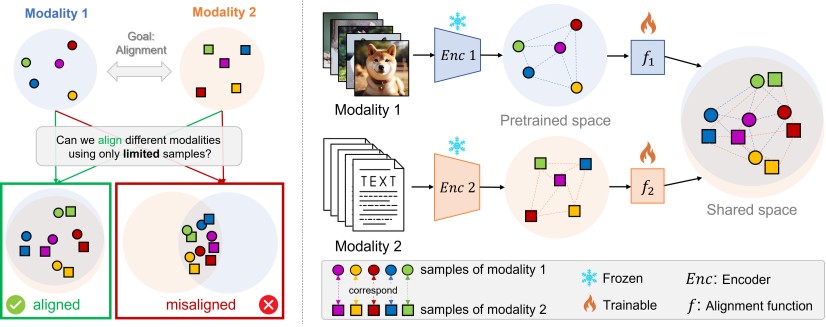 Modality 1
Modality 2
Goal:
Alignment
Can we align different modalities
using only limited samples?
aligned
misaligned
Modality 1
Enc 1
Pretrained space
f1
TEXT
Modality 2
Enc 2
f2
Shared space
samples of modality 1
correspond
samples of modality 2
Frozen
Trainable
Enc: Encoder
f: Alignment function